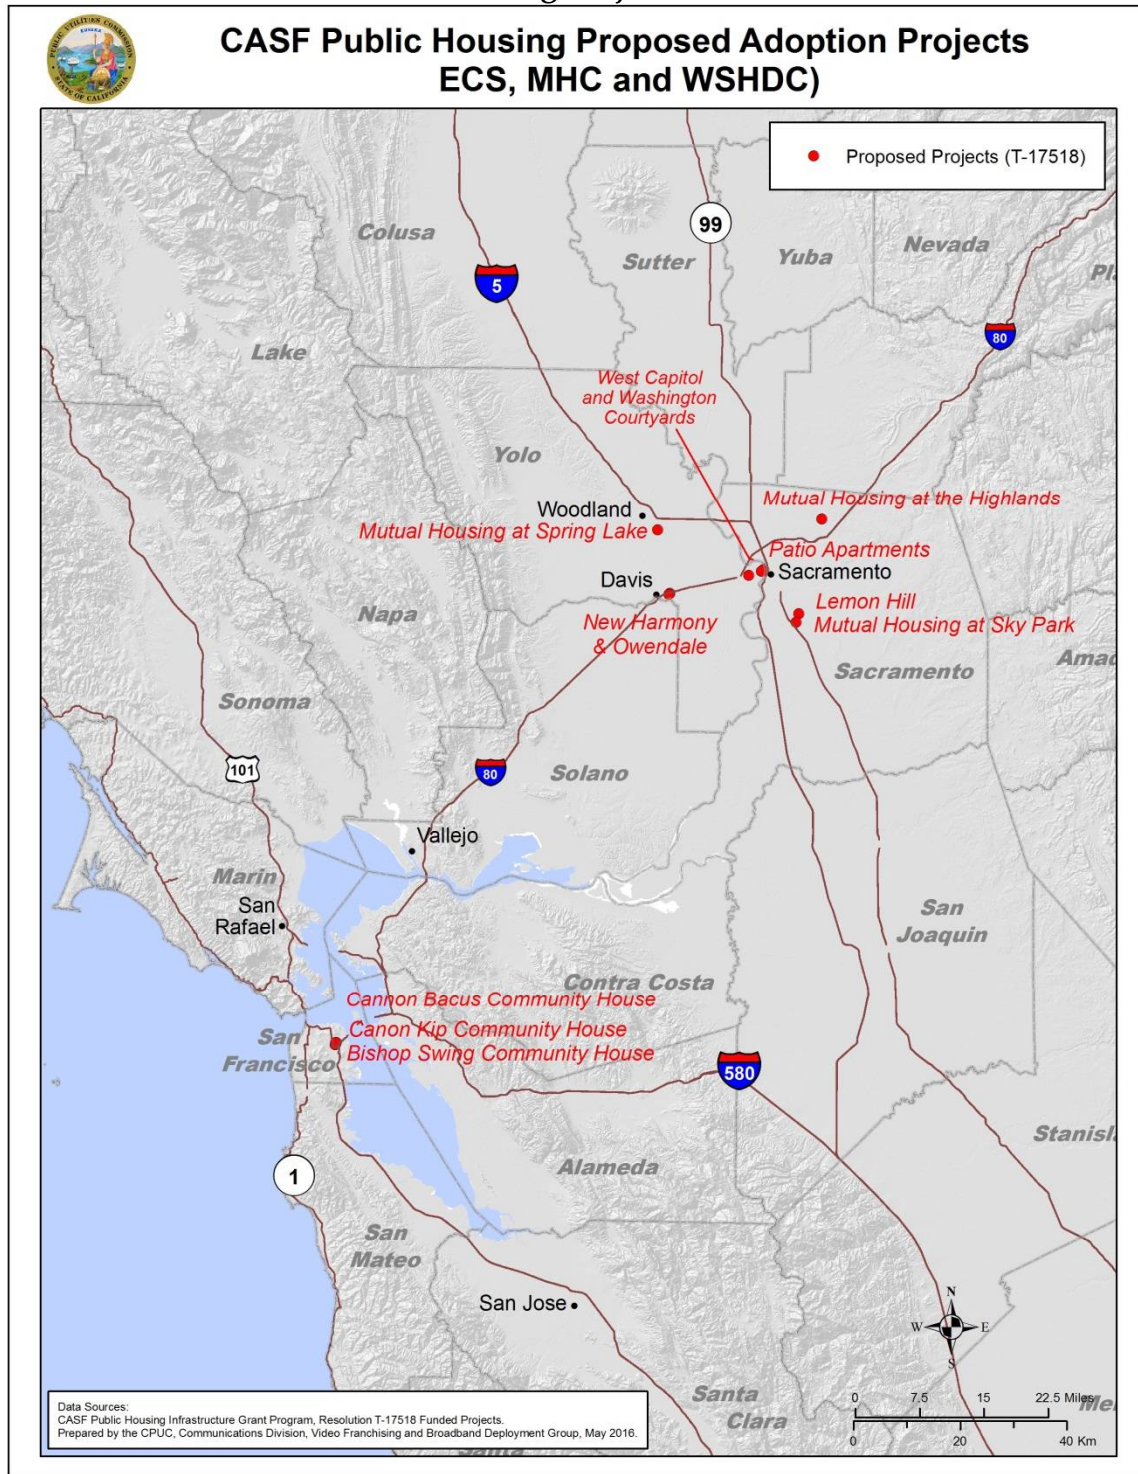 CASF Public Housing Proposed Adoption Projects
ECS, MHC and WSHDC)
Proposed Projects (T-17518)
Colusa
99
Sutter
Yuba
Nevada
5
80
Lake
West Capitol
and Washington
Courtyards
Yolo
Woodland
Mutual Housing at the Highlands
Mutual Housing at Spring Lake
Patio Apartments
Sacramento
Davis
Napa
New Harmony
& Owendale
Lemon Hill
Mutual Housing at Sky Park
Sacramento
Amad
Sonoma
101
80
Solano
Vallejo
Marin
San
Rafael
San
Joaquin
Contra Costa
Cannon Bacus Community House
San
Francisco
Canon Kip Community House
Bishop Swing Community House
580
Stanisla
Alameda
1
San
Mateo
San Jose
N
W
E
S
Santa
Clara
0 7.5 15 22.5 Miles
0 20 40 Km
Mer
Data Sources:
CASF Public Housing Infrastructure Grant Program, Resolution T-17518 Funded Projects.
Prepared by the CPUC, Communications Division, Video Franchising and Broadband Deployment Group, May 2016.